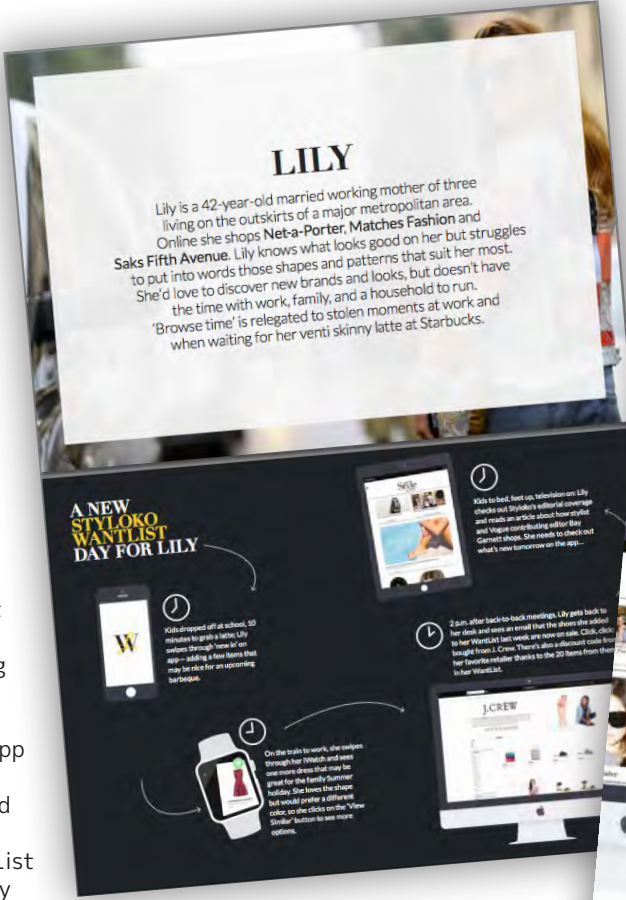 LILY
Lily is a 42-year-old married working mother of three
living on the outskirts of a major metropolitan area.
Online she shops Net-a-Porter, Matches Fashion and
Saks Fifth Avenue. Lily knows what looks good on her but struggles
to put into words those shapes and patterns that suit her most.
She'd love to discover new brands and looks, but doesn't have
the time with work, family, and a household to run.
'Browse time' is relegated to stolen moments at work and
when waiting for her venti skinny latte at Starbucks.
A NEW
STYLOKO
WANTLIST
DAY FOR LILY
W
Kids dropped off at school, 10
minutes to grab a latte; Lily
swipes through 'new in' on
app—adding a few items that
may be nice for an upcoming
barbeque.
On the train to work, she swipes
through her iWatch and sees
one more dress that may be
great for the family Summer
holiday. She loves the shape
but would prefer a different
color, so she clicks on the 'View
Similar' button to see more
options.
2 p.m. after back-to-back meetings, Lily gets back to
her desk and sees an email that the shoes she added
to her WantList last week are now on sale. Click, click:
bought from J. Crew. There's also a discount code from
her favorite retailer thanks to the 20 items from them
in her WantList.
J.CREW
Style
Kids to bed, feet up, television on: Lily
checks out Styloko's editorial coverage
and reads an article about how stylist
and Vogue contributing editor Bay
Garnett shops. She needs to check out
what's new tomorrow on the app...